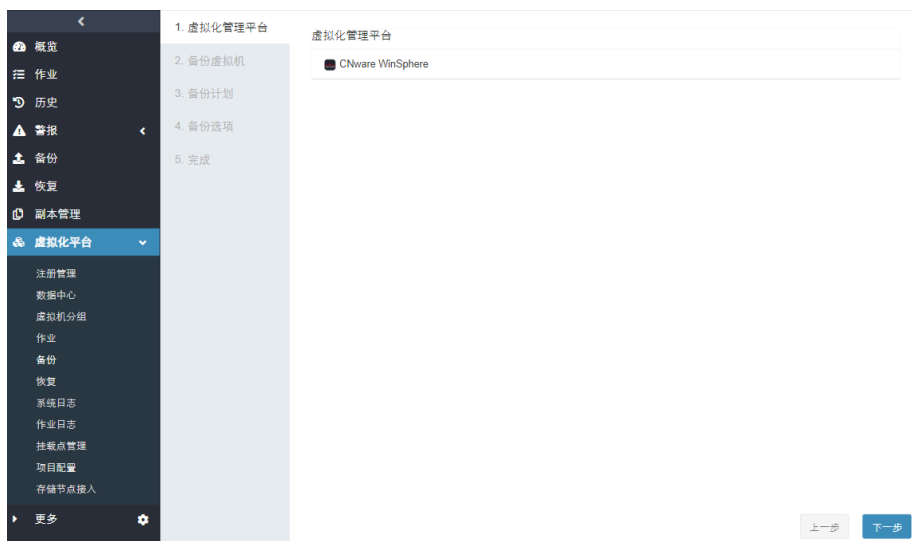 概览
作业
历史
警报
备份
恢复
副本管理
虚拟化平台
注册管理
数据中心
虚拟机分组
作业
备份
恢复
系统日志
作业日志
挂载点管理
项目配置
存储节点接入
更多
1. 虚拟化管理平台
2. 备份虚拟机
3. 备份计划
4. 备份选项
5. 完成
虚拟化管理平台
CNware WinSphere
上一步
下一步